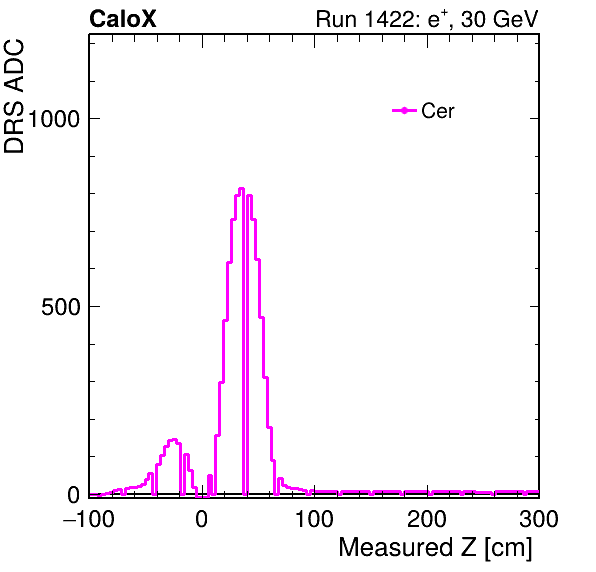 CaloX Run 1422: e⁺, 30 GeV
DRS ADC
Cer
1000
500
0
−100 0 100 200 300
Measured Z [cm]